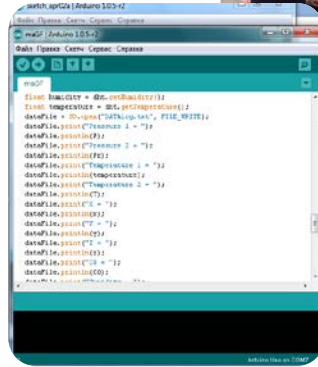 sketch_apr02a | Arduino 1.0.5-r2
Файл Правка Скетч Сервис Справка
maGF | Arduino 1.0.5-r2
Файл Правка Скетч Сервис Справка
maGF
float humidity = dht.getHumidity();
float temperature = dht.getTemperature();
dataFile = SD.open("DATAlog.txt", FILE_WRITE);
dataFile.print("Pressure 1 = ");
dataFile.println(P);
dataFile.print("Pressure 2 = ");
dataFile.println(Pr);
dataFile.print("Temperature 1 = ");
dataFile.println(temperature);
dataFile.print("Temperature 2 = ");
dataFile.println(T);
dataFile.print("X = ");
dataFile.println(x);
dataFile.print("Y = ");
dataFile.println(y);
dataFile.print("Z = ");
dataFile.println(z);
dataFile.print("CO = ");
dataFile.println(CO);
Arduino Uno on COM7